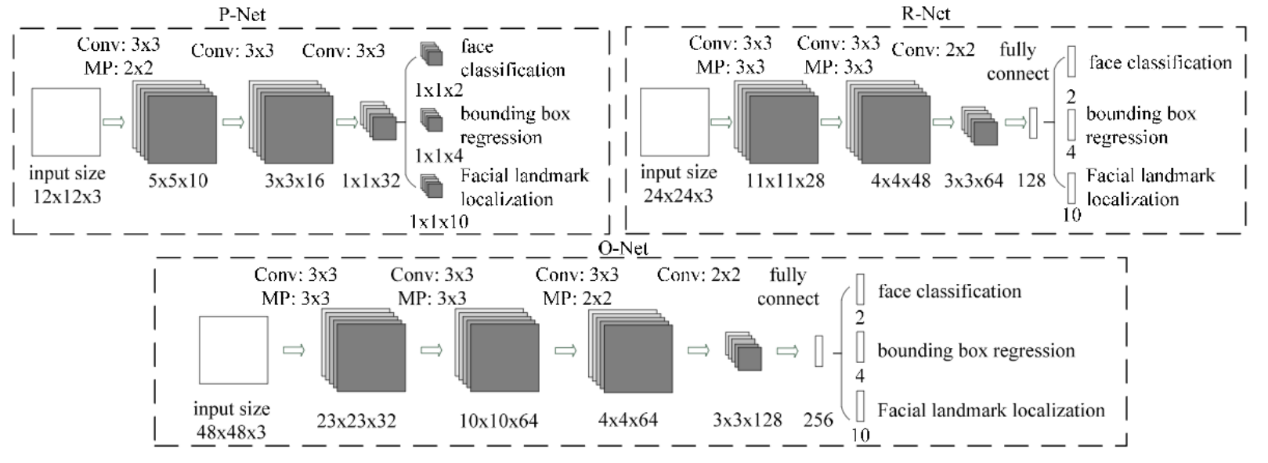 P-Net
Conv: 3x3
MP: 2x2
Conv: 3x3
Conv: 3x3
face
classification
1x1x2
bounding box
regression
1x1x4
Facial landmark
localization
1x1x10
input size
12x12x3
5x5x10
3x3x16
1x1x32
R-Net
Conv: 3x3
MP: 3x3
Conv: 3x3
MP: 3x3
Conv: 2x2
fully
connect
face classification
2
bounding box
regression
4
Facial landmark
localization
10
input size
24x24x3
11x11x28
4x4x48
3x3x64
128
O-Net
Conv: 3x3
MP: 3x3
Conv: 3x3
MP: 3x3
Conv: 3x3
MP: 2x2
Conv: 2x2
fully
connect
face classification
2
bounding box regression
4
Facial landmark localization
10
input size
48x48x3
23x23x32
10x10x64
4x4x64
3x3x128
256